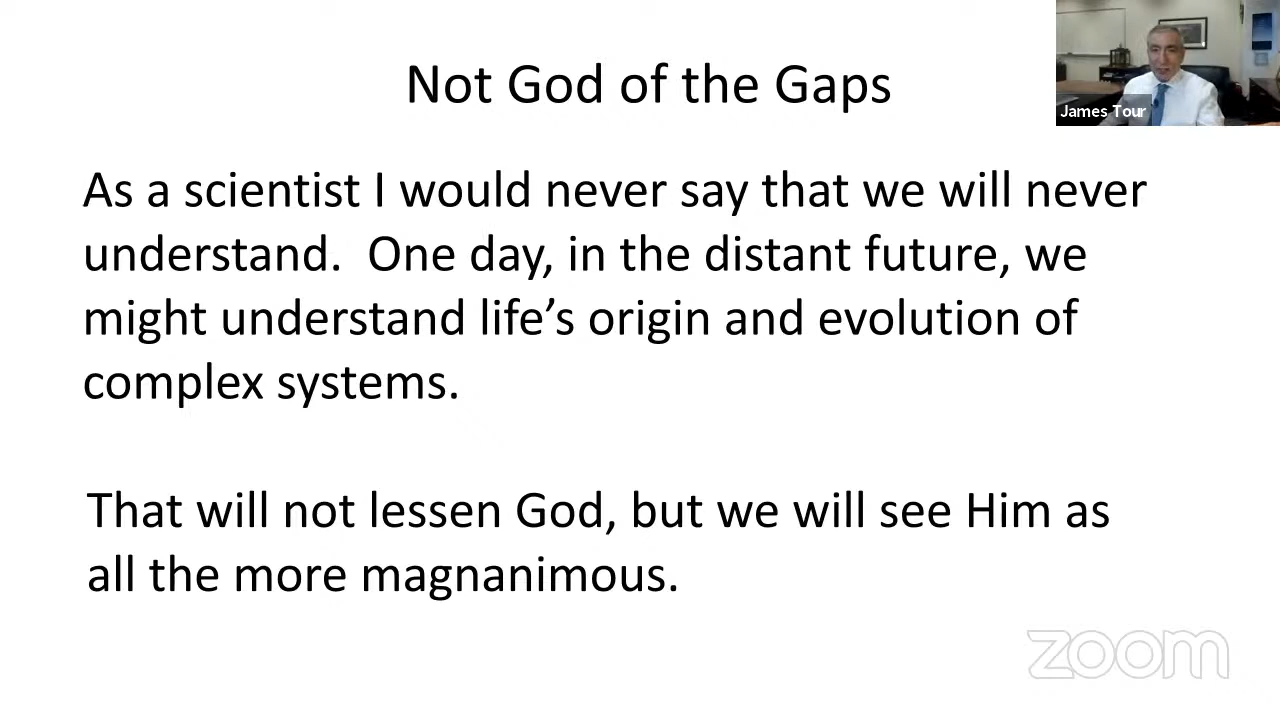 Not God of the Gaps
James Tour
As a scientist I would never say that we will never
understand.  One day, in the distant future, we
might understand life’s origin and evolution of
complex systems.
That will not lessen God, but we will see Him as
all the more magnanimous.
zoom